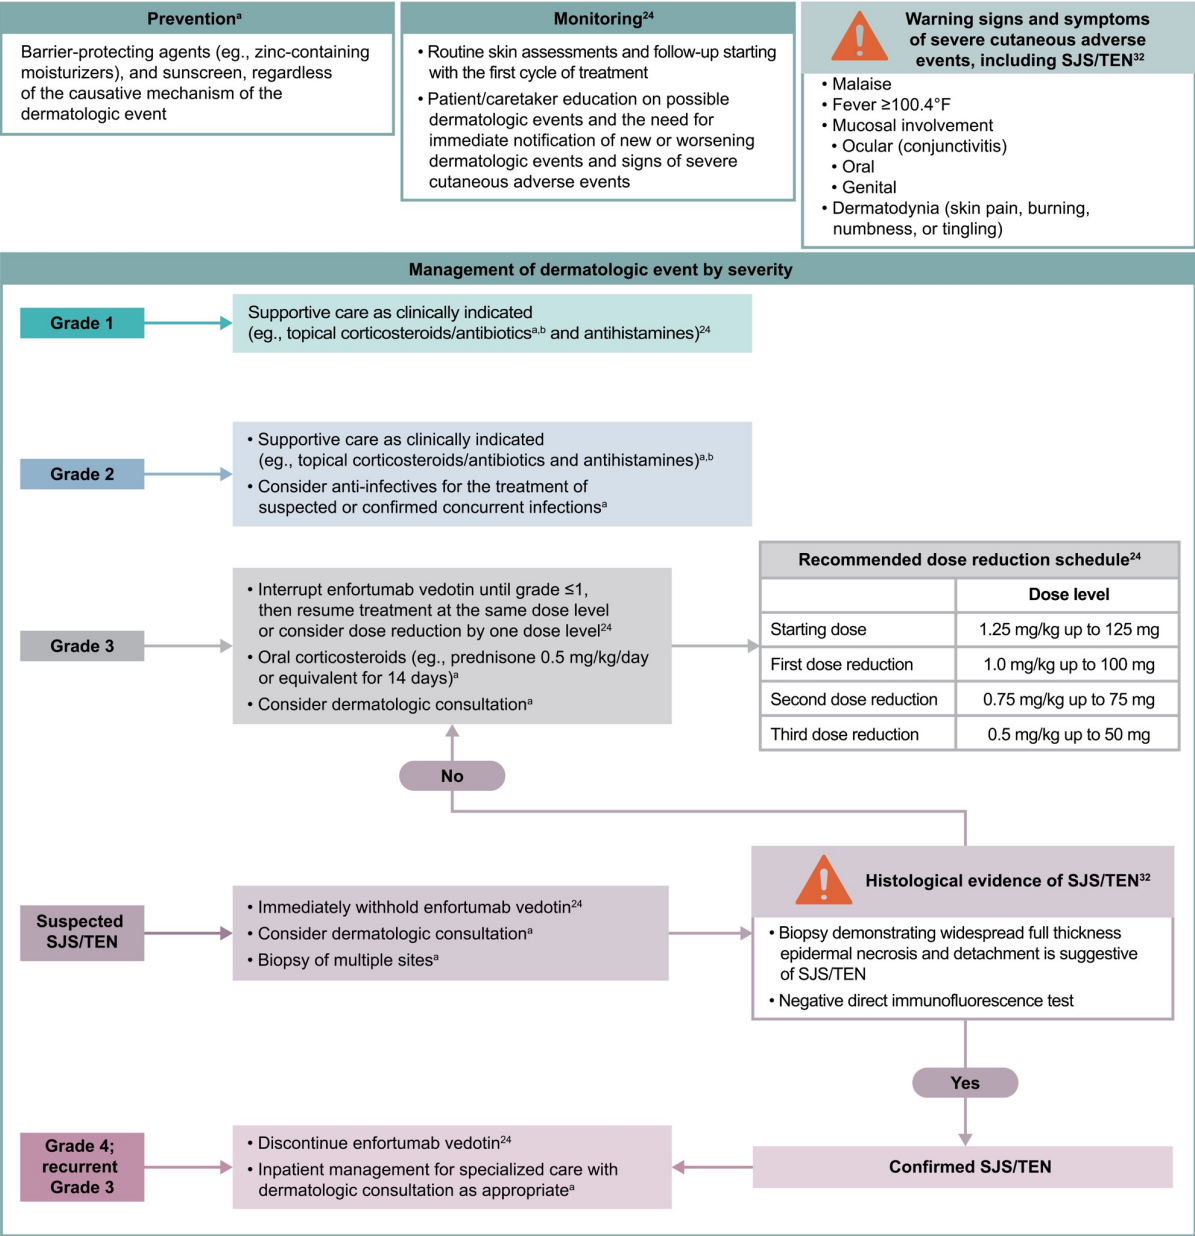 Preventionᵃ
Barrier-protecting agents (eg., zinc-containing
moisturizers), and sunscreen, regardless
of the causative mechanism of the
dermatologic event
Monitoring²⁴
• Routine skin assessments and follow-up starting
with the first cycle of treatment
• Patient/caretaker education on possible
dermatologic events and the need for
immediate notification of new or worsening
dermatologic events and signs of severe
cutaneous adverse events
Warning signs and symptoms
of severe cutaneous adverse
events, including SJS/TEN³²
• Malaise
• Fever ≥100.4°F
• Mucosal involvement
• Ocular (conjunctivitis)
• Oral
• Genital
• Dermatodynia (skin pain, burning,
numbness, or tingling)
Management of dermatologic event by severity
Grade 1
Supportive care as clinically indicated
(eg., topical corticosteroids/antibioticsᵃ,ᵇ and antihistamines)²⁴
Grade 2
• Supportive care as clinically indicated
(eg., topical corticosteroids/antibiotics and antihistamines)ᵃ,ᵇ
• Consider anti-infectives for the treatment of
suspected or confirmed concurrent infectionsᵃ
Grade 3
• Interrupt enfortumab vedotin until grade ≤1,
then resume treatment at the same dose level
or consider dose reduction by one dose level²⁴
• Oral corticosteroids (eg., prednisone 0.5 mg/kg/day
or equivalent for 14 days)ᵃ
• Consider dermatologic consultationᵃ
Recommended dose reduction schedule²⁴
Dose level
Starting dose 1.25 mg/kg up to 125 mg
First dose reduction 1.0 mg/kg up to 100 mg
Second dose reduction 0.75 mg/kg up to 75 mg
Third dose reduction 0.5 mg/kg up to 50 mg
No
Suspected
SJS/TEN
• Immediately withhold enfortumab vedotin²⁴
• Consider dermatologic consultationᵃ
• Biopsy of multiple sitesᵃ
Histological evidence of SJS/TEN³²
• Biopsy demonstrating widespread full thickness
epidermal necrosis and detachment is suggestive
of SJS/TEN
• Negative direct immunofluorescence test
Yes
Grade 4;
recurrent
Grade 3
• Discontinue enfortumab vedotin²⁴
• Inpatient management for specialized care with
dermatologic consultation as appropriateᵃ
Confirmed SJS/TEN